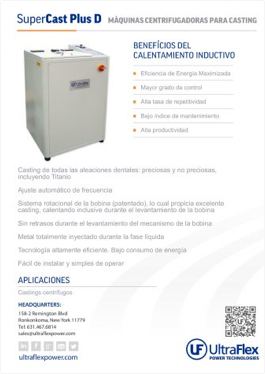 SuperCast Plus D MÁQUINAS CENTRIFUGADORAS PARA CASTING
BENEFÍCIOS DEL
CALENTAMIENTO INDUCTIVO
Eficiencia de Energía Maximizada
Mayor grado de control
Alta tasa de repetitividad
Bajo índice de mantenimiento
Alta productividad
Casting de todas las aleaciones dentales: preciosas y no preciosas,
incluyendo Titanio
Ajuste automático de frecuencia
Sistema rotacional de la bobina (patentado), lo cual propicia excelente
casting, calentando inclusive durante el levantamiento de la bobina
Sin retrasos durante el levantamiento del mecanismo de la bobina
Metal totalmente inyectado durante la fase líquida
Tecnología altamente eficiente. Bajo consumo de energía
Fácil de instalar y simples de operar
APLICACIONES
Castings centrífugos
HEADQUARTERS:
158-2 Remington Blvd
Ronkonkoma, New York 11779
Tel. 631.467.6814
sales@ultraflexpower.com
ultraflexpower.com
UF UltraFlex
POWER TECHNOLOGIES